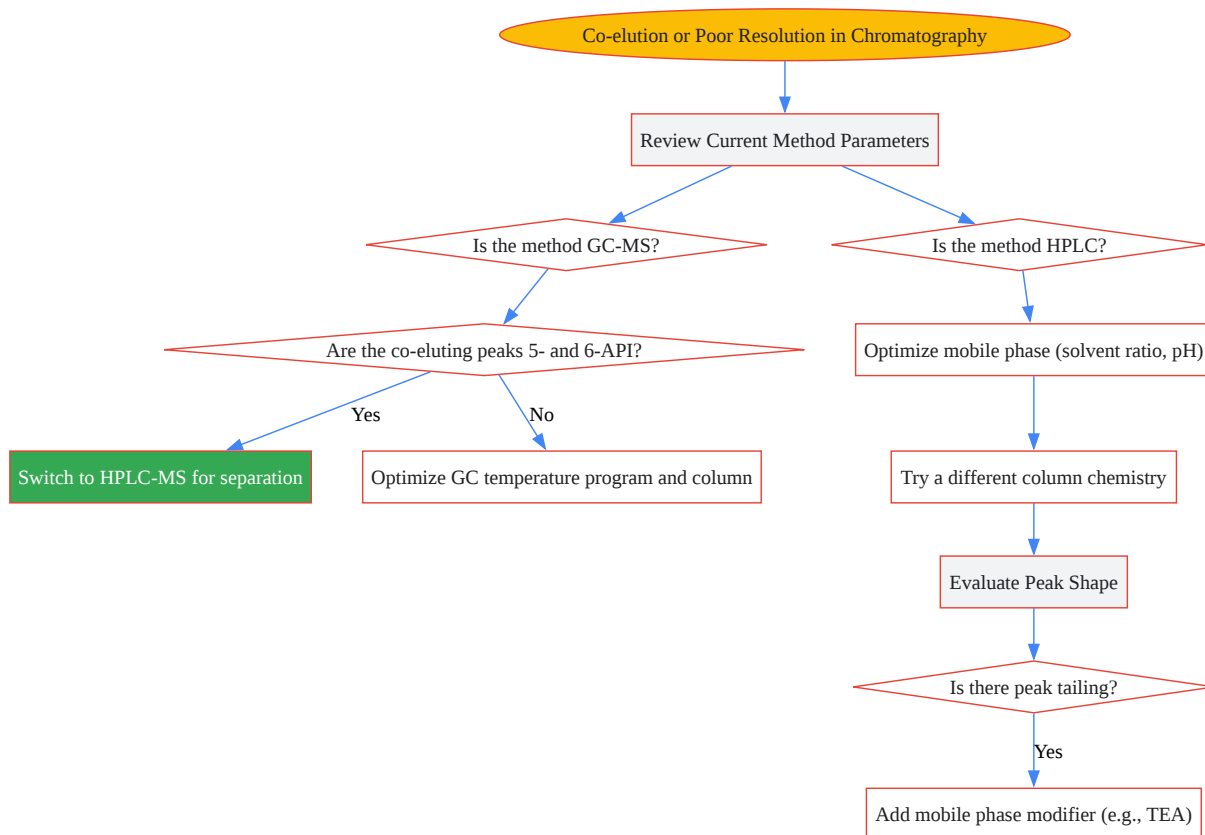 Co-elution or Poor Resolution in Chromatography
Review Current Method Parameters
Is the method GC-MS?
Is the method HPLC?
Are the co-eluting peaks 5- and 6-API?
Optimize mobile phase (solvent ratio, pH)
Yes
No
Switch to HPLC-MS for separation
Optimize GC temperature program and column
Try a different column chemistry
Evaluate Peak Shape
Is there peak tailing?
Yes
Add mobile phase modifier (e.g., TEA)